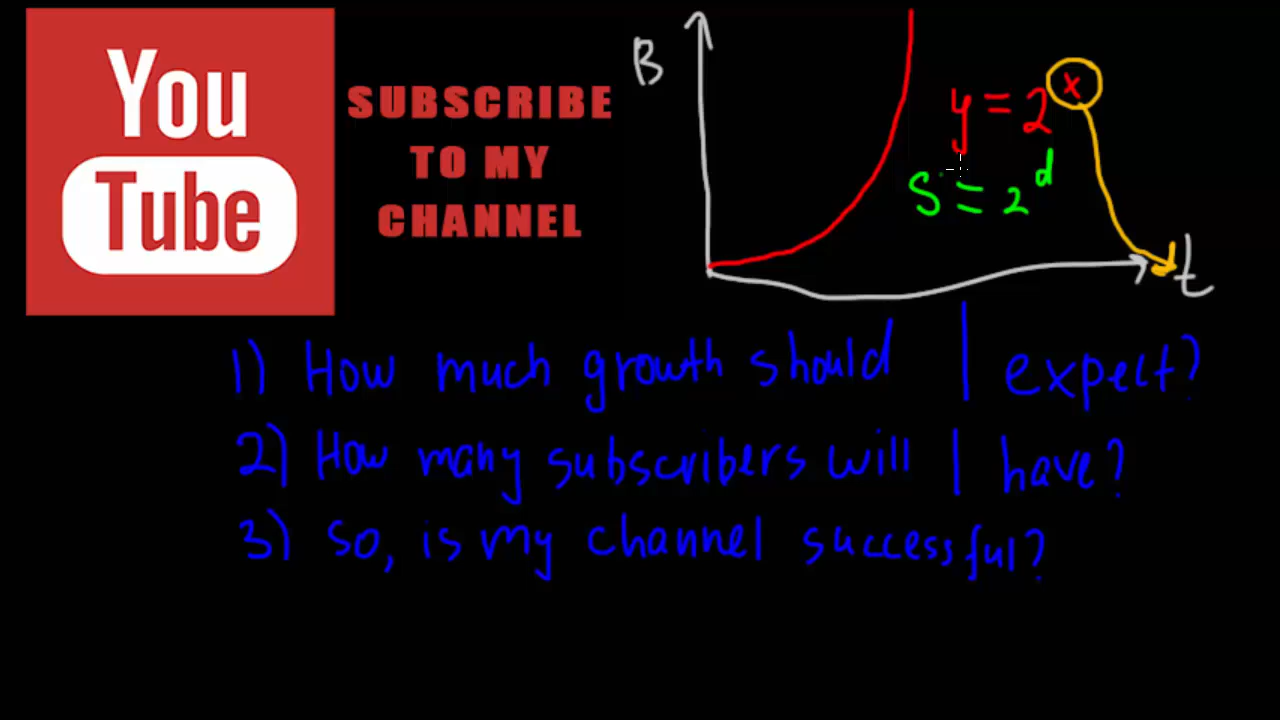 You
Tube
SUBSCRIBE
TO MY
CHANNEL
B
y = 2^x
S = 2^d
t
1) How much growth should I expect?
2) How many subscribers will I have?
3) So, is my channel successful?